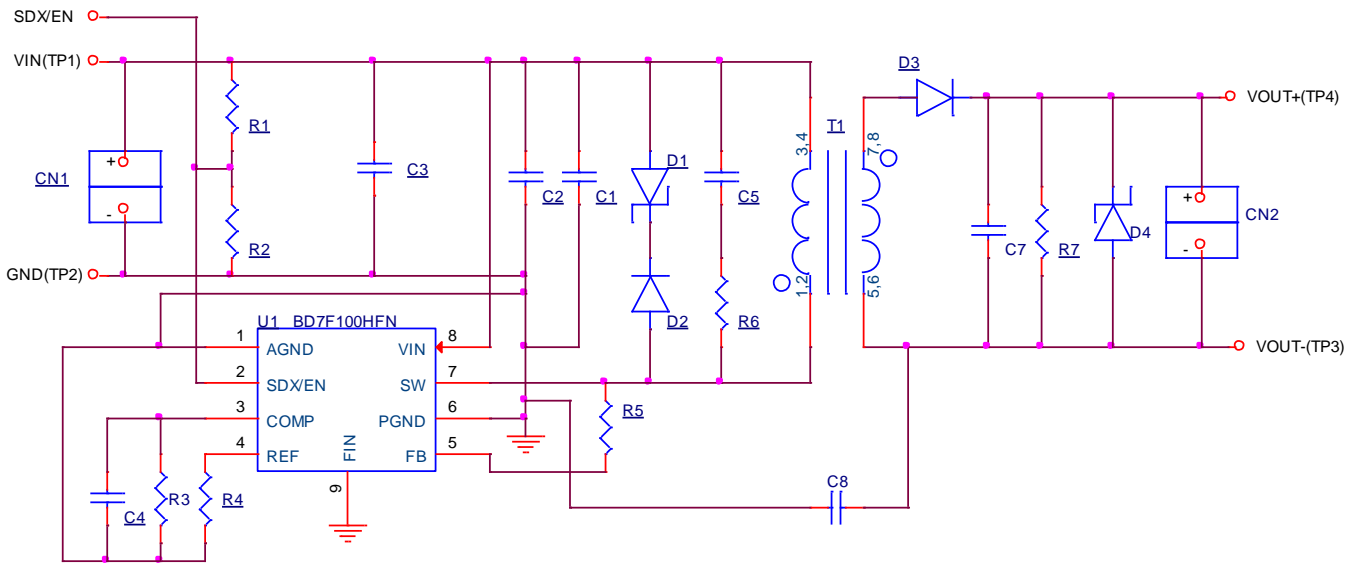 SDX/EN
VIN(TP1)
D3
VOUT+(TP4)
R1
T1
3,4
7,8
+
CN1
-
C3
C2
C1
D1
C5
+
CN2
-
R2
C7
R7
D4
GND(TP2)
1,2
5,6
U1 BD7F100HFN
D2
R6
VOUT-(TP3)
1 AGND
VIN 8
2 SDX/EN
SW 7
3 COMP
PGND 6
R5
4 REF
FIN
FB 5
9
C4
R3
R4
C8